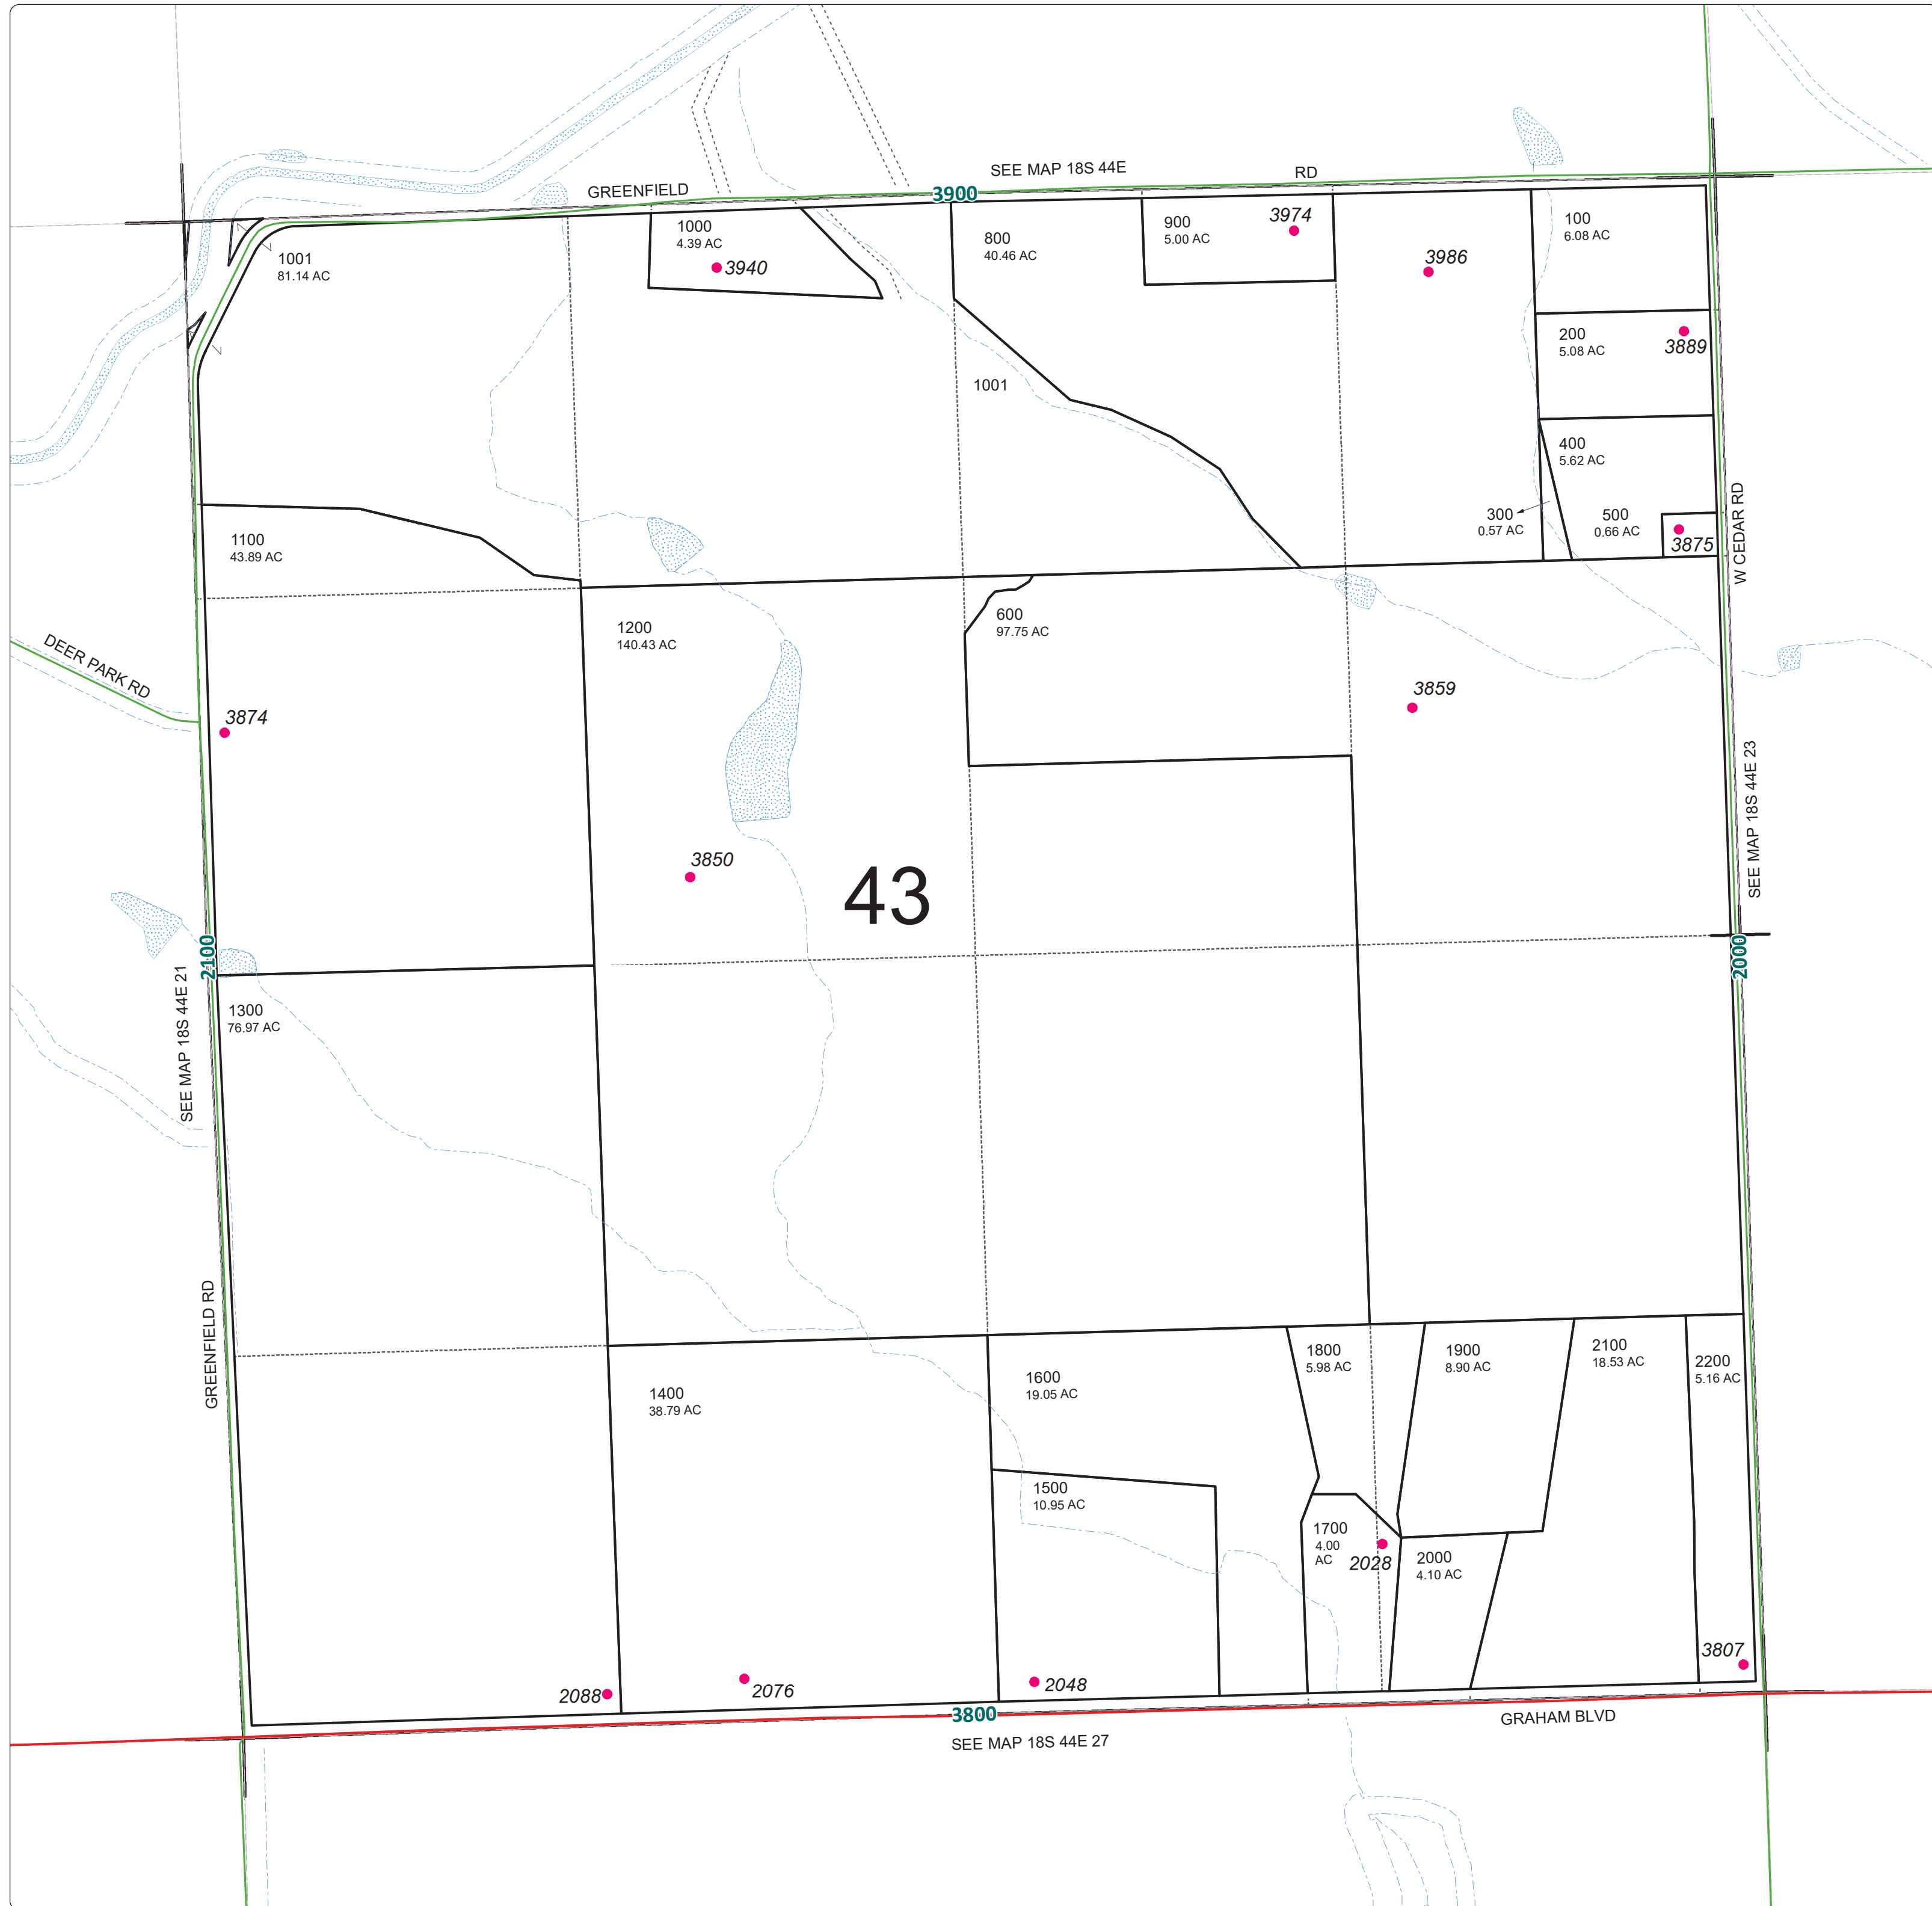 SEE MAP 18S 44E
RD
GREENFIELD
3900
1000
4.39 AC
3940
800
40.46 AC
900
5.00 AC
3974
3986
100
6.08 AC
1001
81.14 AC
200
5.08 AC
3889
1001
400
5.62 AC
300
0.57 AC
500
0.66 AC
3875
W CEDAR RD
1100
43.89 AC
1200
140.43 AC
600
97.75 AC
DEER PARK RD
3874
3859
SEE MAP 18S 44E 23
3850
43
2100
2000
SEE MAP 18S 44E 21
1300
76.97 AC
GREENFIELD RD
1400
38.79 AC
1600
19.05 AC
1800
5.98 AC
1900
8.90 AC
2100
18.53 AC
2200
5.16 AC
1500
10.95 AC
1700
4.00
AC
2028
2000
4.10 AC
3807
2088
2076
2048
3800
GRAHAM BLVD
SEE MAP 18S 44E 27